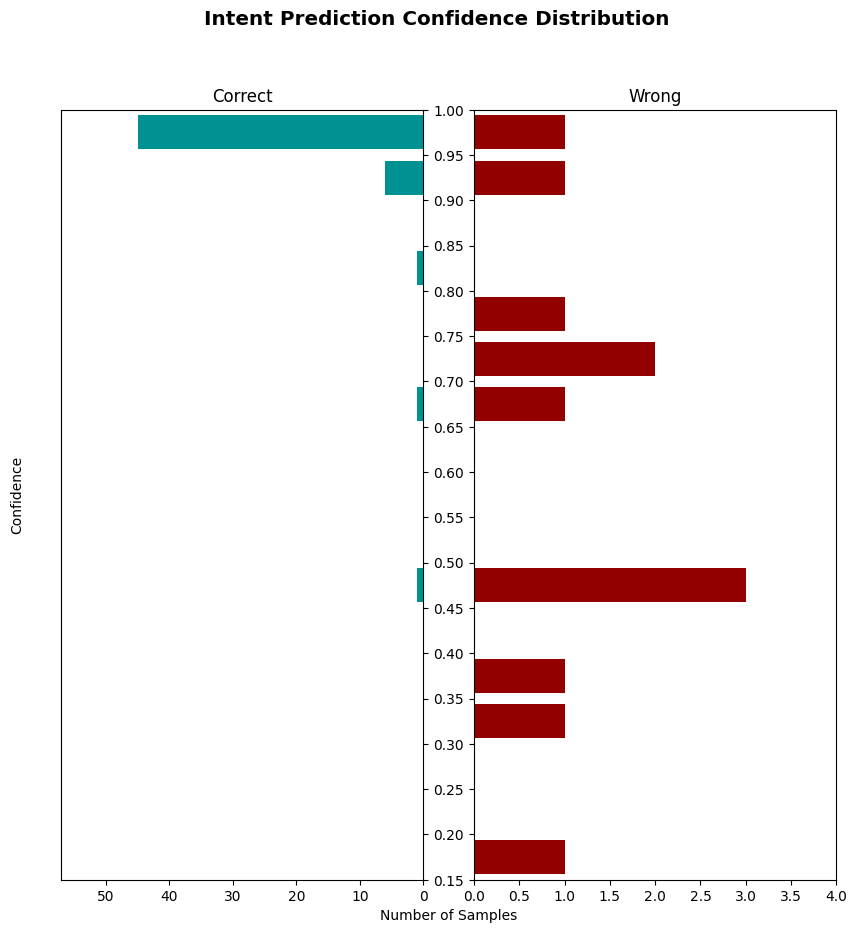 Intent Prediction Confidence Distribution
Correct
Wrong
1.00
0.95
0.90
0.85
0.80
0.75
0.70
0.65
0.60
0.55
0.50
0.45
0.40
0.35
0.30
0.25
0.20
0.15
Confidence
50 40 30 20 10 0
0.0 0.5 1.0 1.5 2.0 2.5 3.0 3.5 4.0
Number of Samples